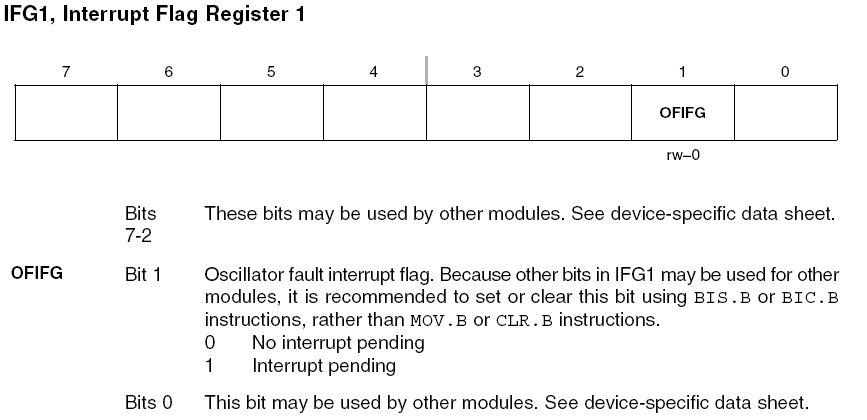 IFG1, Interrupt Flag Register 1
7 6 5 4 3 2 1 0
OFIFG
rw–0
Bits These bits may be used by other modules. See device-specific data sheet.
7-2
OFIFG Bit 1 Oscillator fault interrupt flag. Because other bits in IFG1 may be used for other
modules, it is recommended to set or clear this bit using BIS.B or BIC.B
instructions, rather than MOV.B or CLR.B instructions.
0 No interrupt pending
1 Interrupt pending
Bits 0 This bit may be used by other modules. See device-specific data sheet.